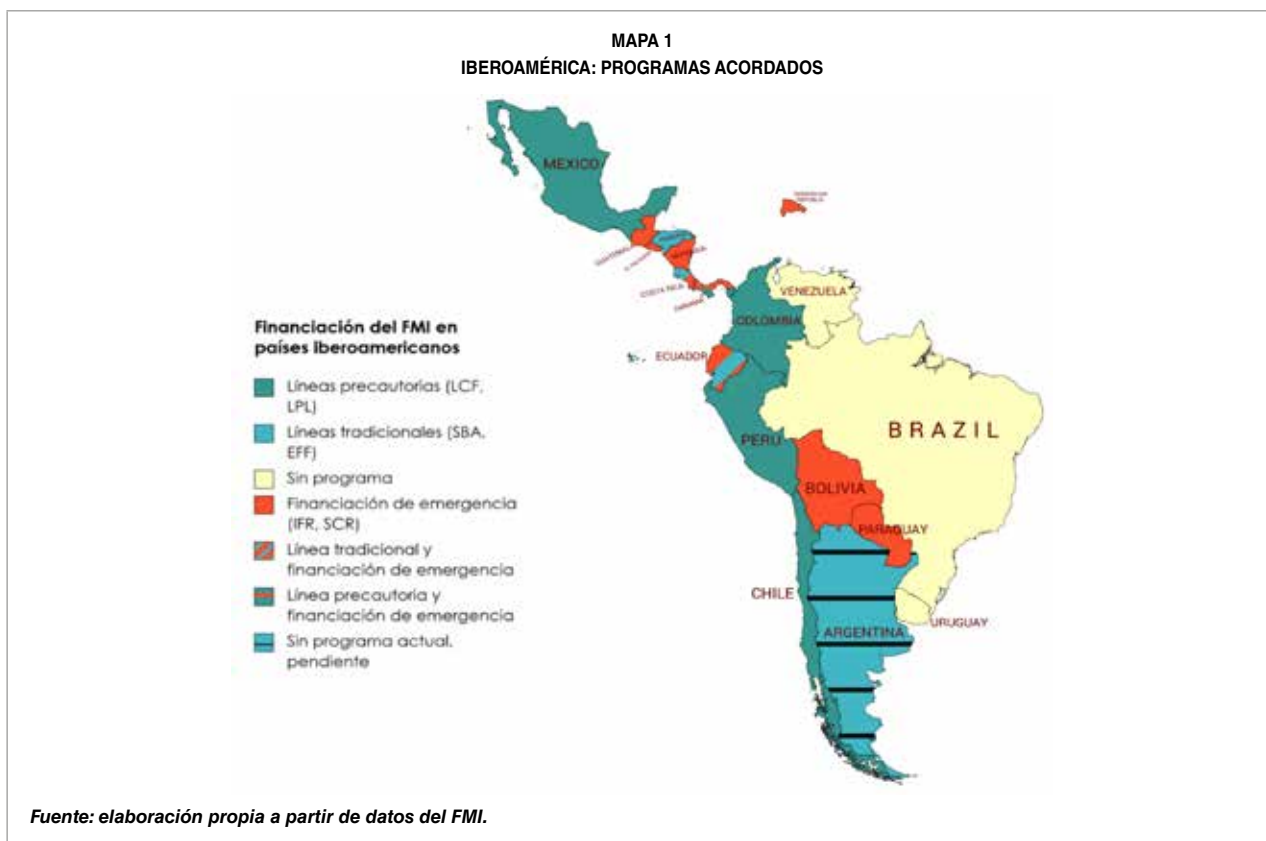 MAPA 1
IBEROAMÉRICA: PROGRAMAS ACORDADOS
MEXICO
GUATEMALA
COSTA RICA
PANAMA
VENEZUELA
COLOMBIA
ECUADOR
PERU
BRAZIL
BOLIVIA
PARAGUAY
CHILE
ARGENTINA
URUGUAY
Financiación del FMI en
países iberoamericanos
Líneas precautorias (LCF,
LPL)
Líneas tradicionales (SBA,
EFF)
Sin programa
Financiación de emergencia
(IFR, SCR)
Línea tradicional y
financiación de emergencia
Línea precautoria y
financiación de emergencia
Sin programa actual,
pendiente
Fuente: elaboración propia a partir de datos del FMI.